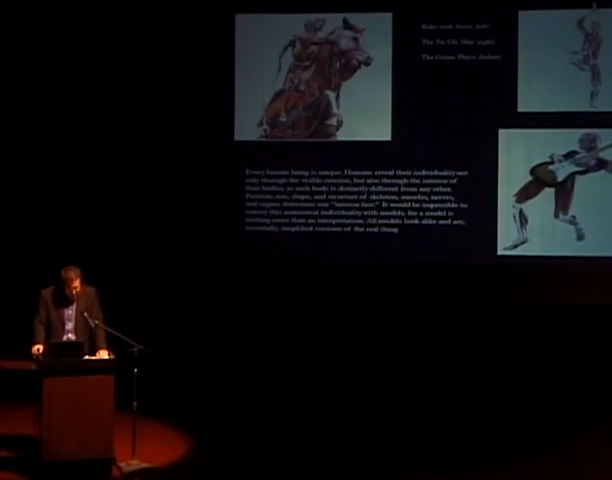 Rider with horse (left)
The Tai Chi Man (right)
The Guitar Player (below)
Every human being is unique. Humans reveal their individuality not
only through the visible exterior, but also through the interior of
their bodies, as each body is distinctly different from any other.
Position, size, shape, and structure of skeleton, muscles, nerves,
and organs determine our "interior face." It would be impossible to
convey this anatomical individuality with models, for a model is
nothing more than an interpretation. All models look alike and are,
essentially, simplified versions of the real thing.